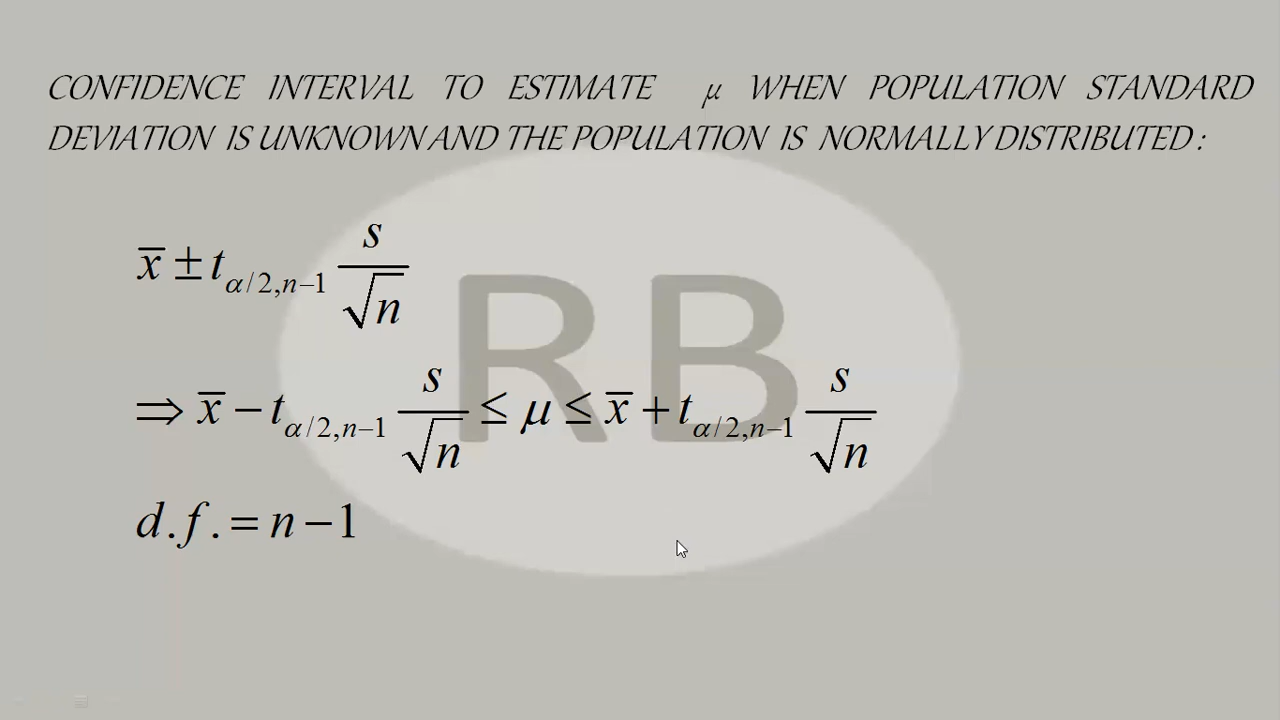 CONFIDENCE INTERVAL TO ESTIMATE μ WHEN POPULATION STANDARD
DEVIATION IS UNKNOWN AND THE POPULATION IS NORMALLY DISTRIBUTED :
x̄ ± t_{α/2,n−1} s/√n
⇒ x̄ − t_{α/2,n−1} s/√n ≤ μ ≤ x̄ + t_{α/2,n−1} s/√n
d.f. = n − 1
RB